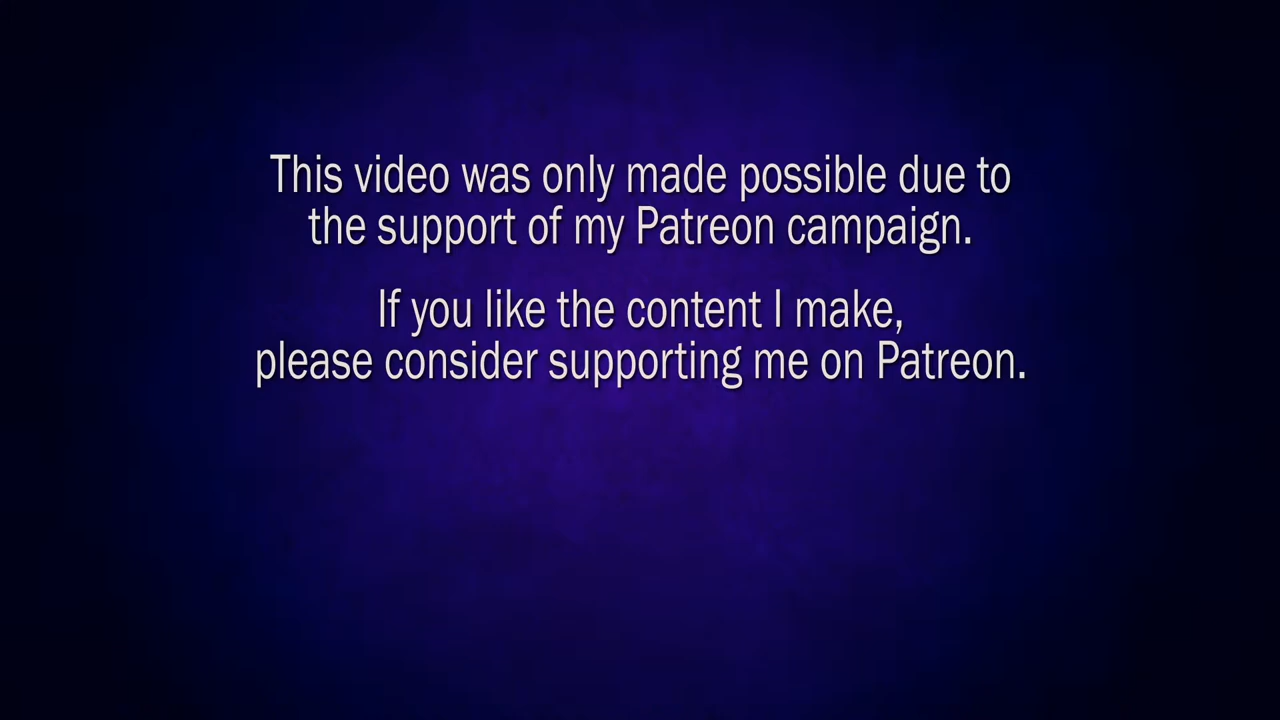 This video was only made possible due to
the support of my Patreon campaign.
If you like the content I make,
please consider supporting me on Patreon.